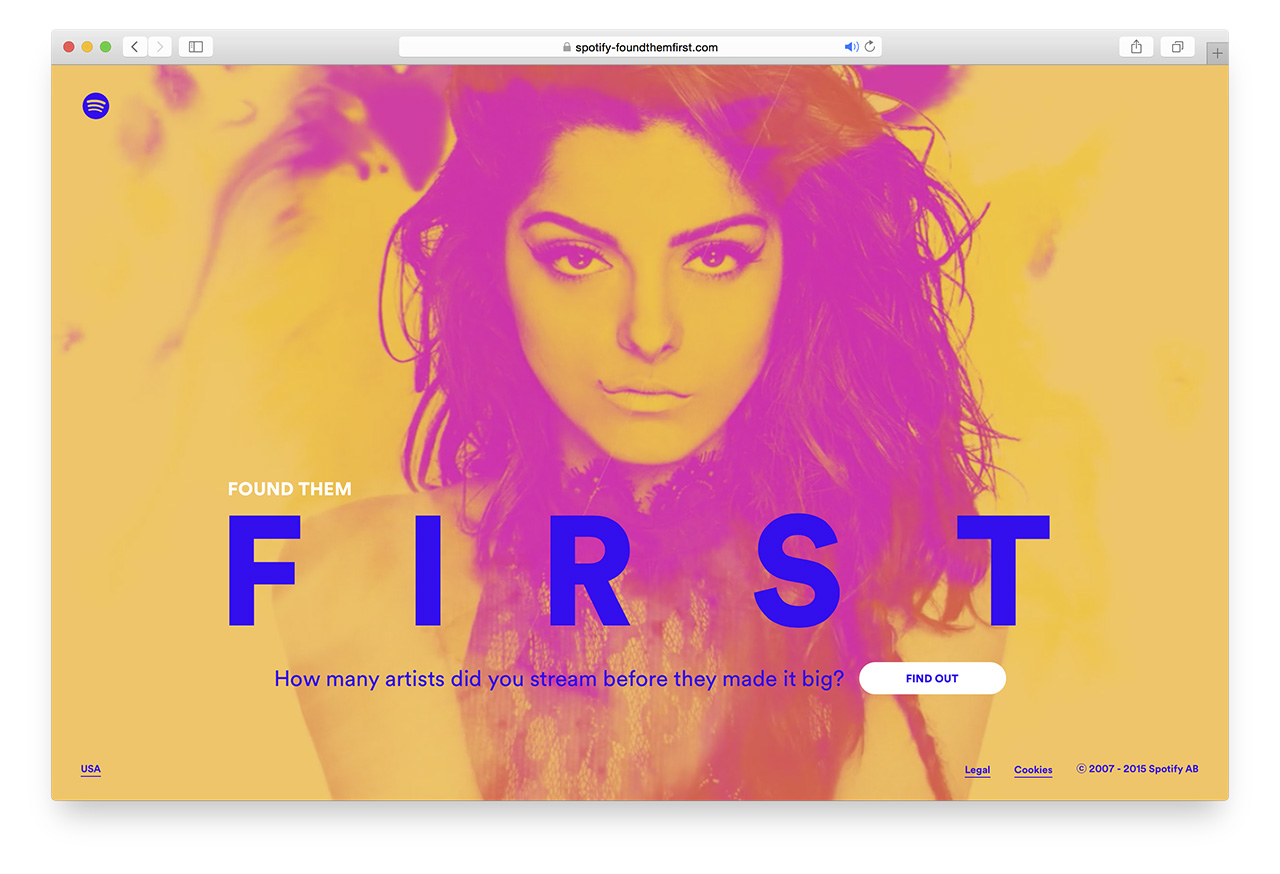 spotify-foundthemfirst.com
FOUND THEM
FIRST
How many artists did you stream before they made it big?
FIND OUT
USA
Legal
Cookies
© 2007 - 2015 Spotify AB